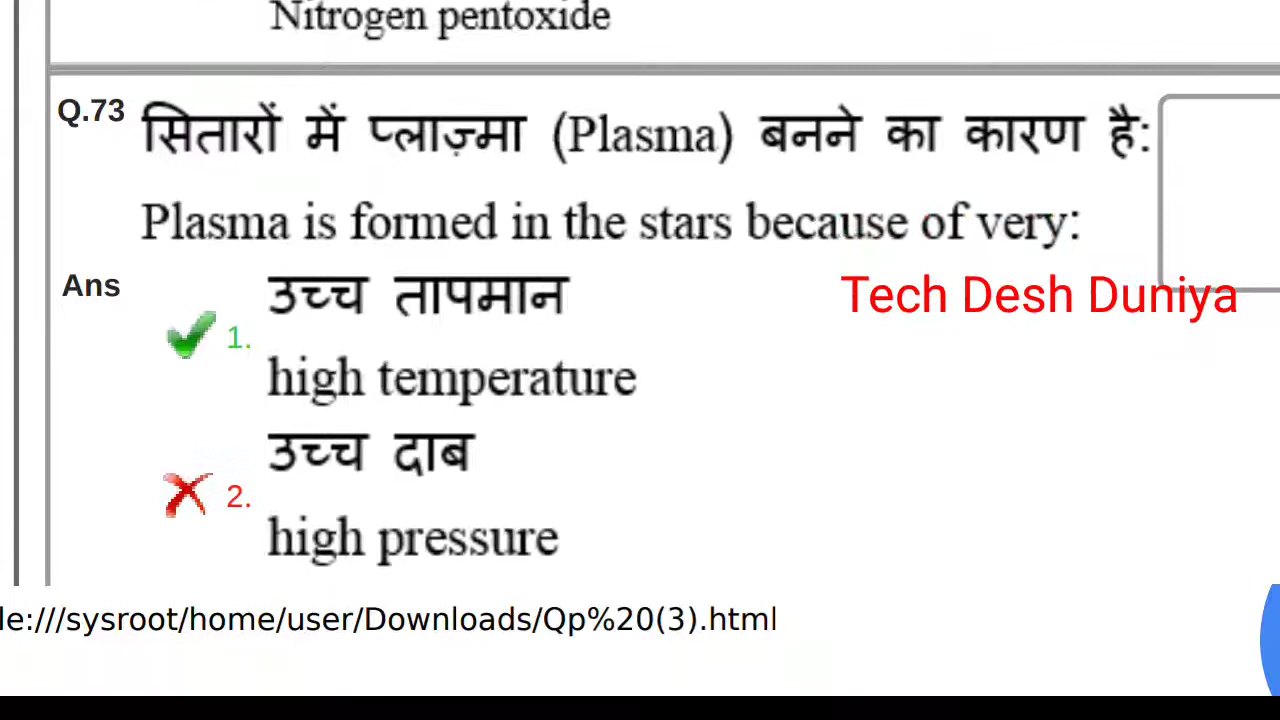 Nitrogen pentoxide
Q.73 सितारों में प्लाज़्मा (Plasma) बनने का कारण है:
Plasma is formed in the stars because of very:
Ans
उच्च तापमान
Tech Desh Duniya
1.
high temperature
उच्च दाब
2.
high pressure
le:///sysroot/home/user/Downloads/Qp%20(3).html